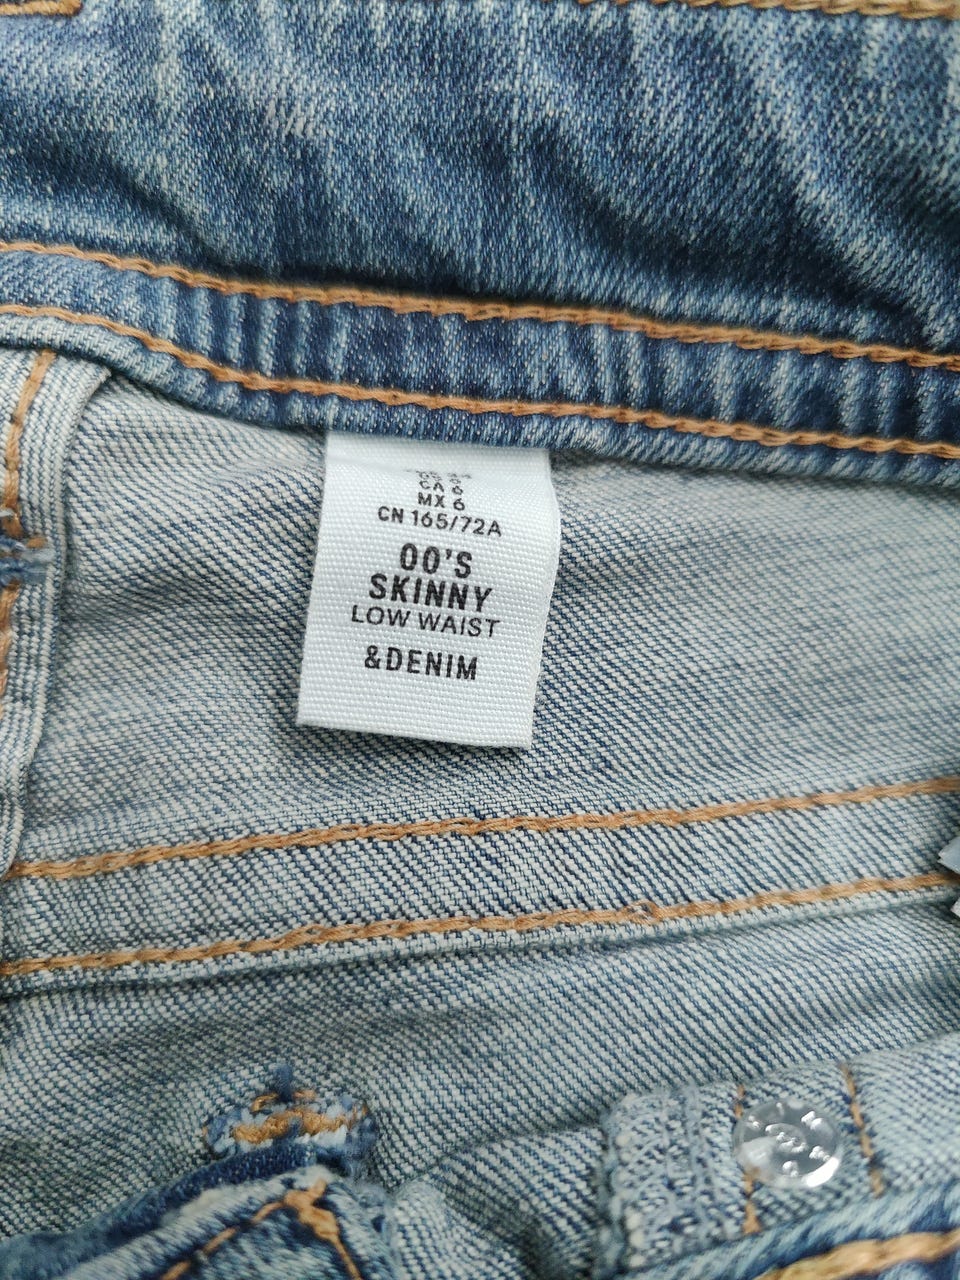 CA 6
MX 6
CN 165/72A
00'S
SKINNY
LOW WAIST
&DENIM